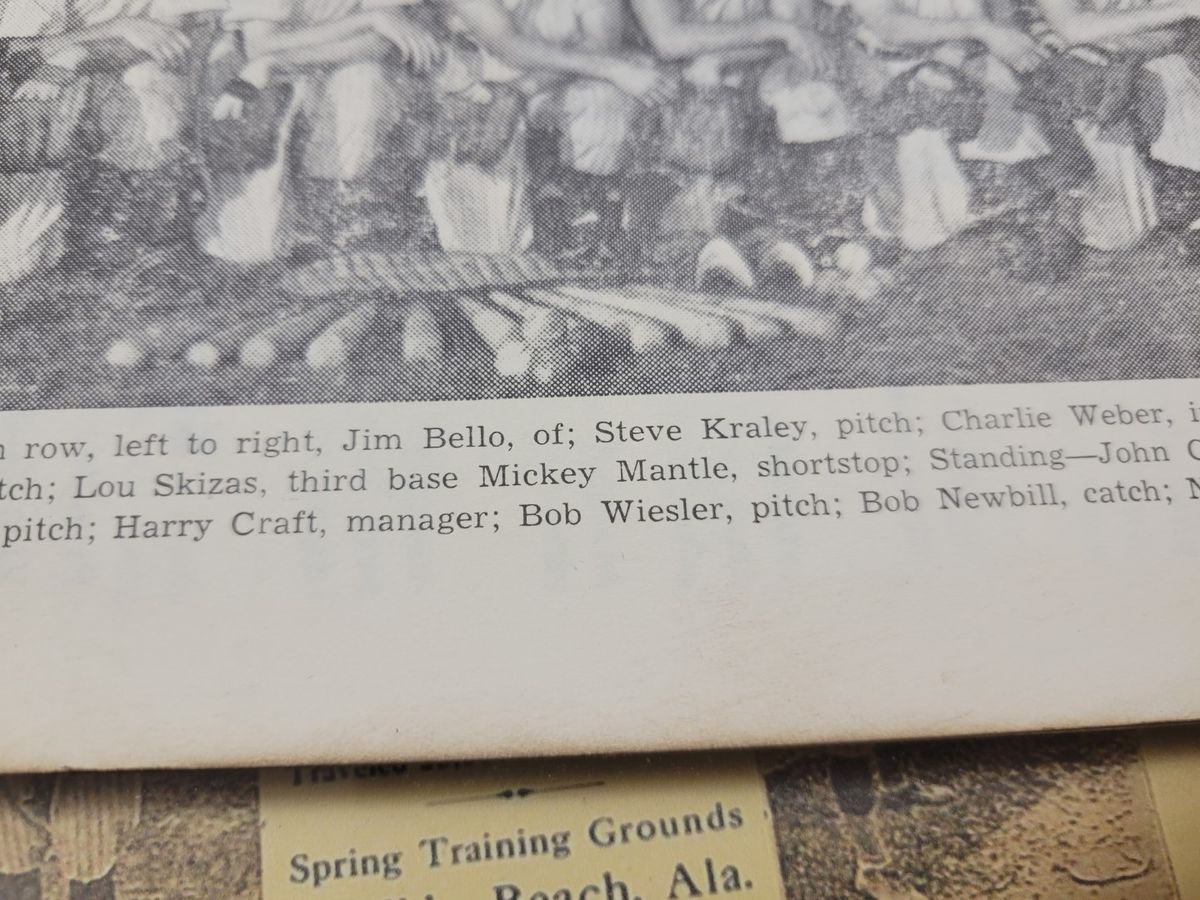 row, left to right, Jim Bello, of; Steve Kraley, pitch; Charlie Weber, i
tch; Lou Skizas, third base Mickey Mantle, shortstop; Standing—John
pitch; Harry Craft, manager; Bob Wiesler, pitch; Bob Newbill, catch;
Spring Training Grounds
Beach, Ala.